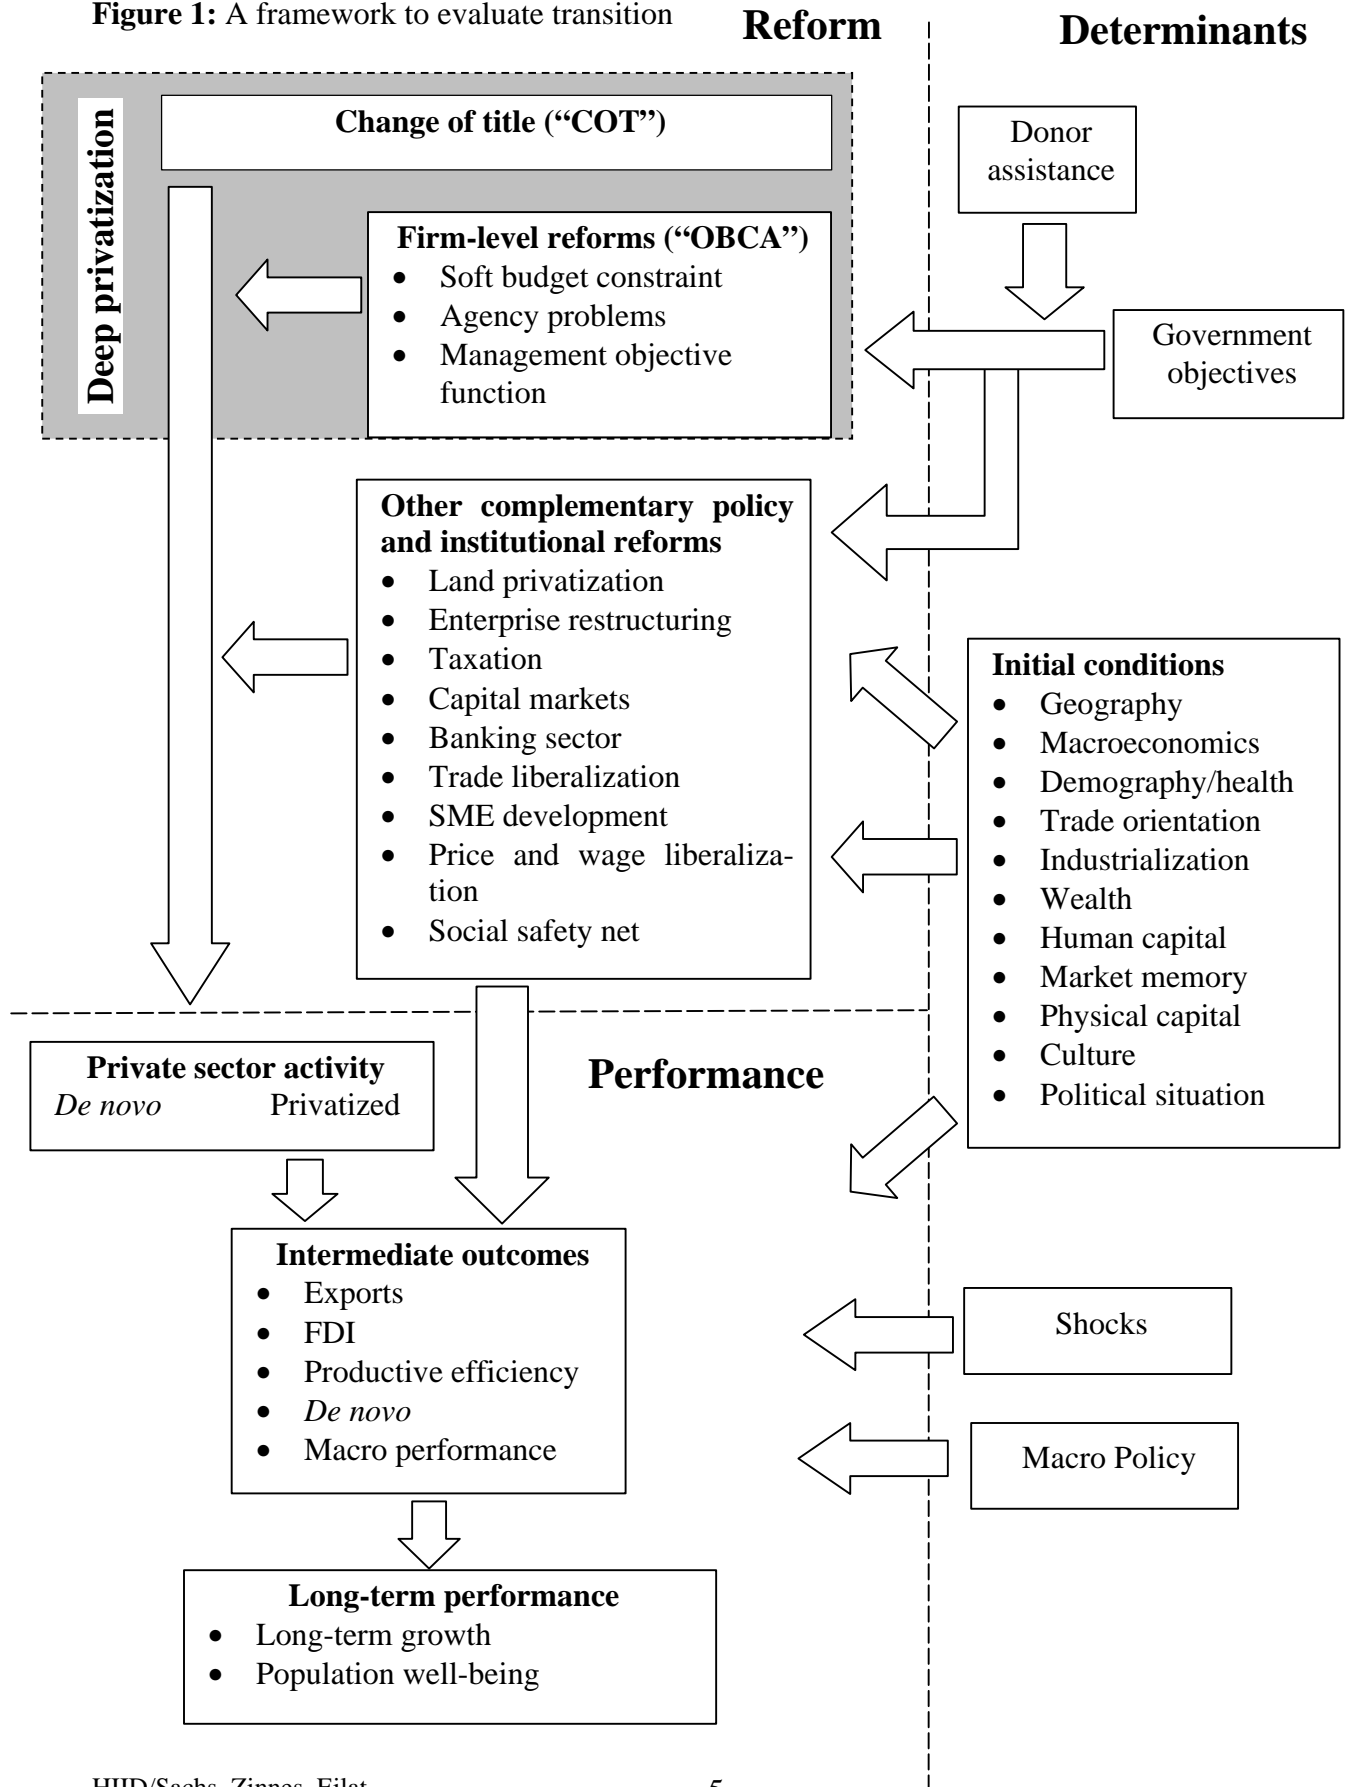 Figure 1: A framework to evaluate transition
Reform
Determinants
Deep privatization
Change of title (“COT”)
Firm-level reforms (“OBCA”)
• Soft budget constraint
• Agency problems
• Management objective
function
Donor
assistance
Government
objectives
Other complementary policy
and institutional reforms
• Land privatization
• Enterprise restructuring
• Taxation
• Capital markets
• Banking sector
• Trade liberalization
• SME development
• Price and wage liberaliza-
tion
• Social safety net
Initial conditions
• Geography
• Macroeconomics
• Demography/health
• Trade orientation
• Industrialization
• Wealth
• Human capital
• Market memory
• Physical capital
• Culture
• Political situation
Performance
Private sector activity
De novo Privatized
Intermediate outcomes
• Exports
• FDI
• Productive efficiency
• De novo
• Macro performance
Shocks
Macro Policy
Long-term performance
• Long-term growth
• Population well-being
HIID/Sachs, Zinnes, Eilat
5